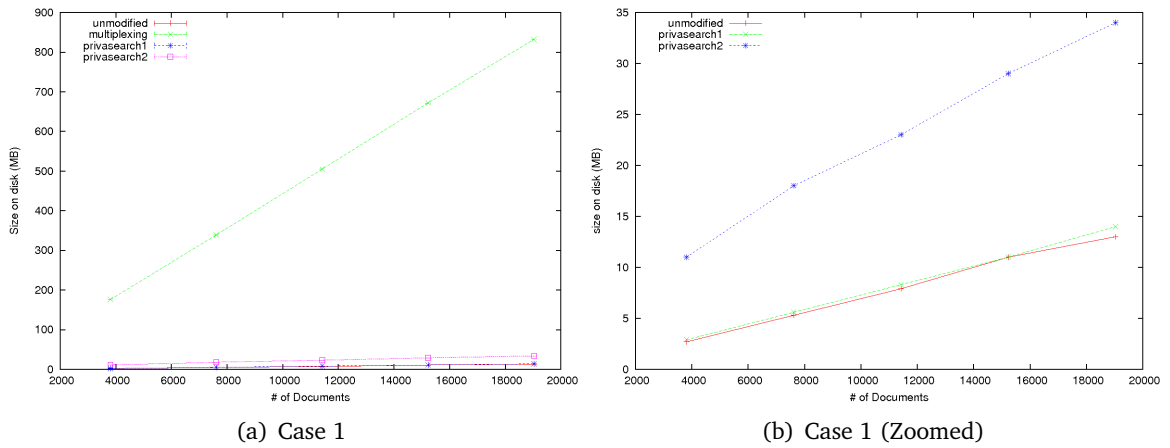 unmodified
multiplexing
privasearch1
privasearch2
900
800
700
600
500
400
300
200
100
0
Size on disk (MB)
2000 4000 6000 8000 10000 12000 14000 16000 18000 20000
# of Documents
(a) Case 1
unmodified
privasearch1
privasearch2
35
30
25
20
15
10
5
0
size on disk (MB)
2000 4000 6000 8000 10000 12000 14000 16000 18000 20000
# of Documents
(b) Case 1 (Zoomed)